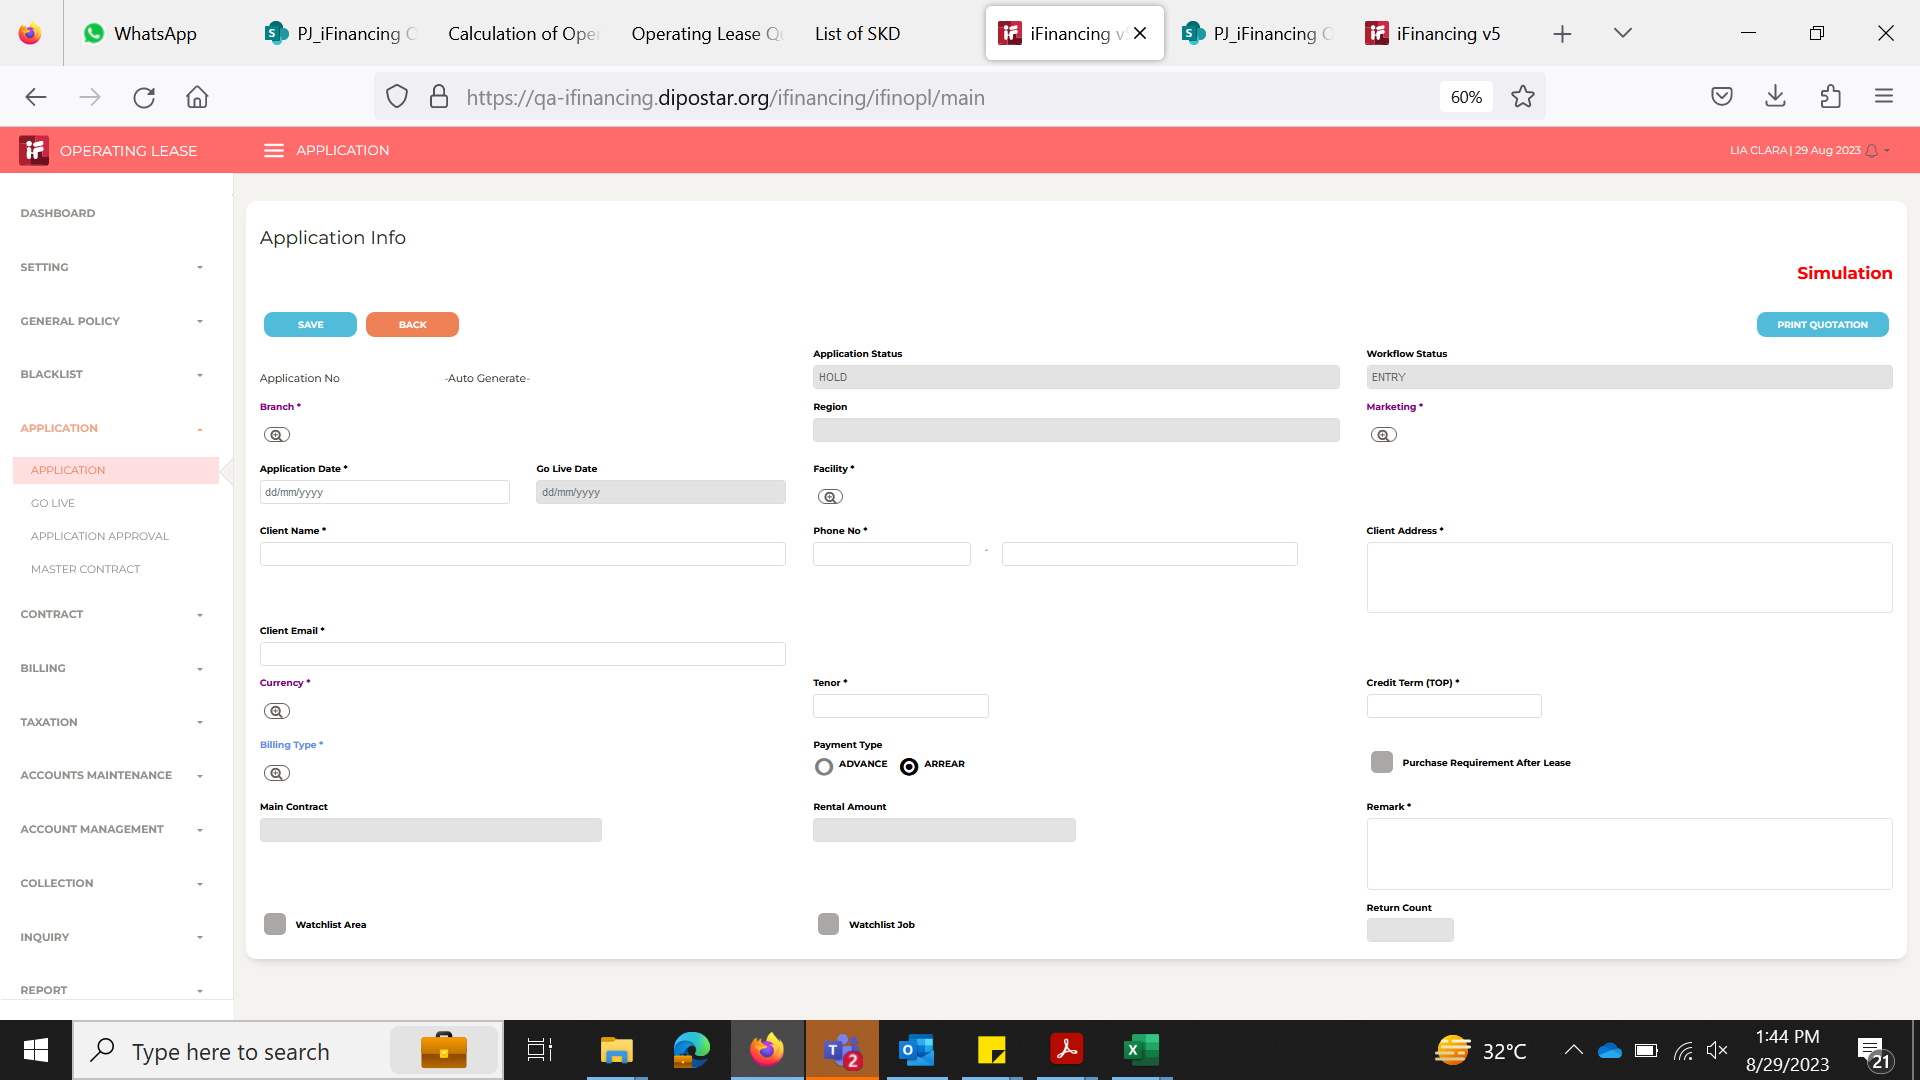 WhatsApp
PJ_iFinancing
Calculation of Oper
Operating Lease Q
List of SKD
iFinancing v5
PJ_iFinancing
iFinancing v5
https://qa-ifinancing.dipostar.org/ifinancing/ifinopl/main
60%
iF OPERATING LEASE
APPLICATION
LIA CLARA | 29 Aug 2023
DASHBOARD
SETTING
GENERAL POLICY
BLACKLIST
APPLICATION
APPLICATION
GO LIVE
APPLICATION APPROVAL
MASTER CONTRACT
CONTRACT
BILLING
TAXATION
ACCOUNTS MAINTENANCE
ACCOUNT MANAGEMENT
COLLECTION
INQUIRY
REPORT
Application Info
Simulation
SAVE
BACK
PRINT QUOTATION
Application No
-Auto Generate-
Application Status
HOLD
Workflow Status
ENTRY
Branch *
Region
Marketing *
Application Date *
dd/mm/yyyy
Go Live Date
dd/mm/yyyy
Facility *
Client Name *
Phone No *
-
Client Address *
Client Email *
Currency *
Tenor *
Credit Term (TOP) *
Billing Type *
Payment Type
ADVANCE
ARREAR
Purchase Requirement After Lease
Main Contract
Rental Amount
Remark *
Watchlist Area
Watchlist Job
Return Count
Type here to search
2
32°C
1:44 PM
8/29/2023
21